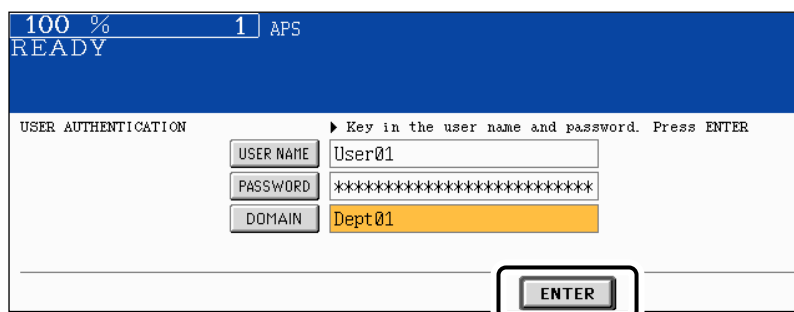 100 % 1 APS
READY
USER AUTHENTICATION ▶ Key in the user name and password. Press ENTER
USER NAME User01
PASSWORD **************************
DOMAIN Dept01
ENTER